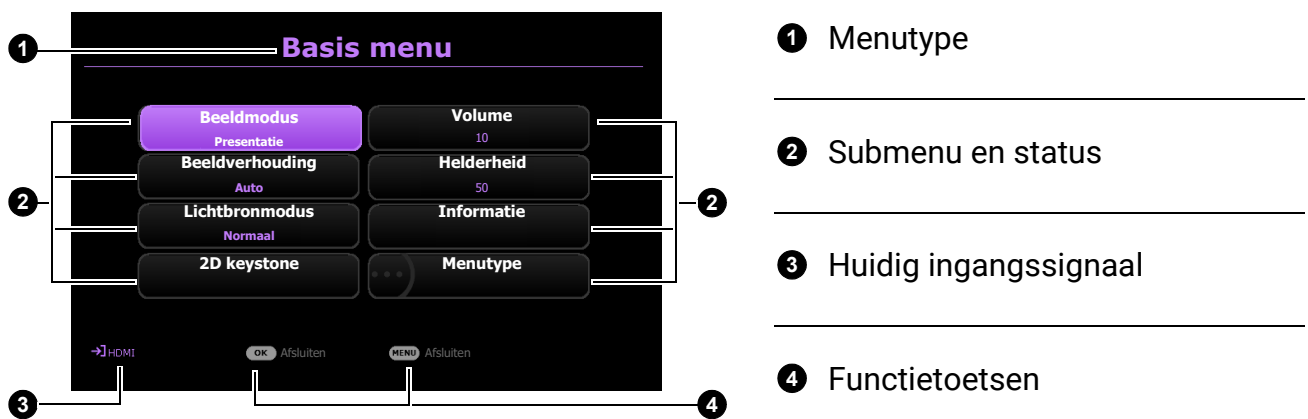 1 Basis menu
Beeldmodus Volume
Presentatie 10
Beeldverhouding Helderheid
Auto 50
2 2
Lichtbronmodus Informatie
Normaal
2D keystone Menutype
HDMI OK Afsluiten MENU Afsluiten
3 4
1 Menutype
2 Submenu en status
3 Huidig ingangssignaal
4 Functietoetsen